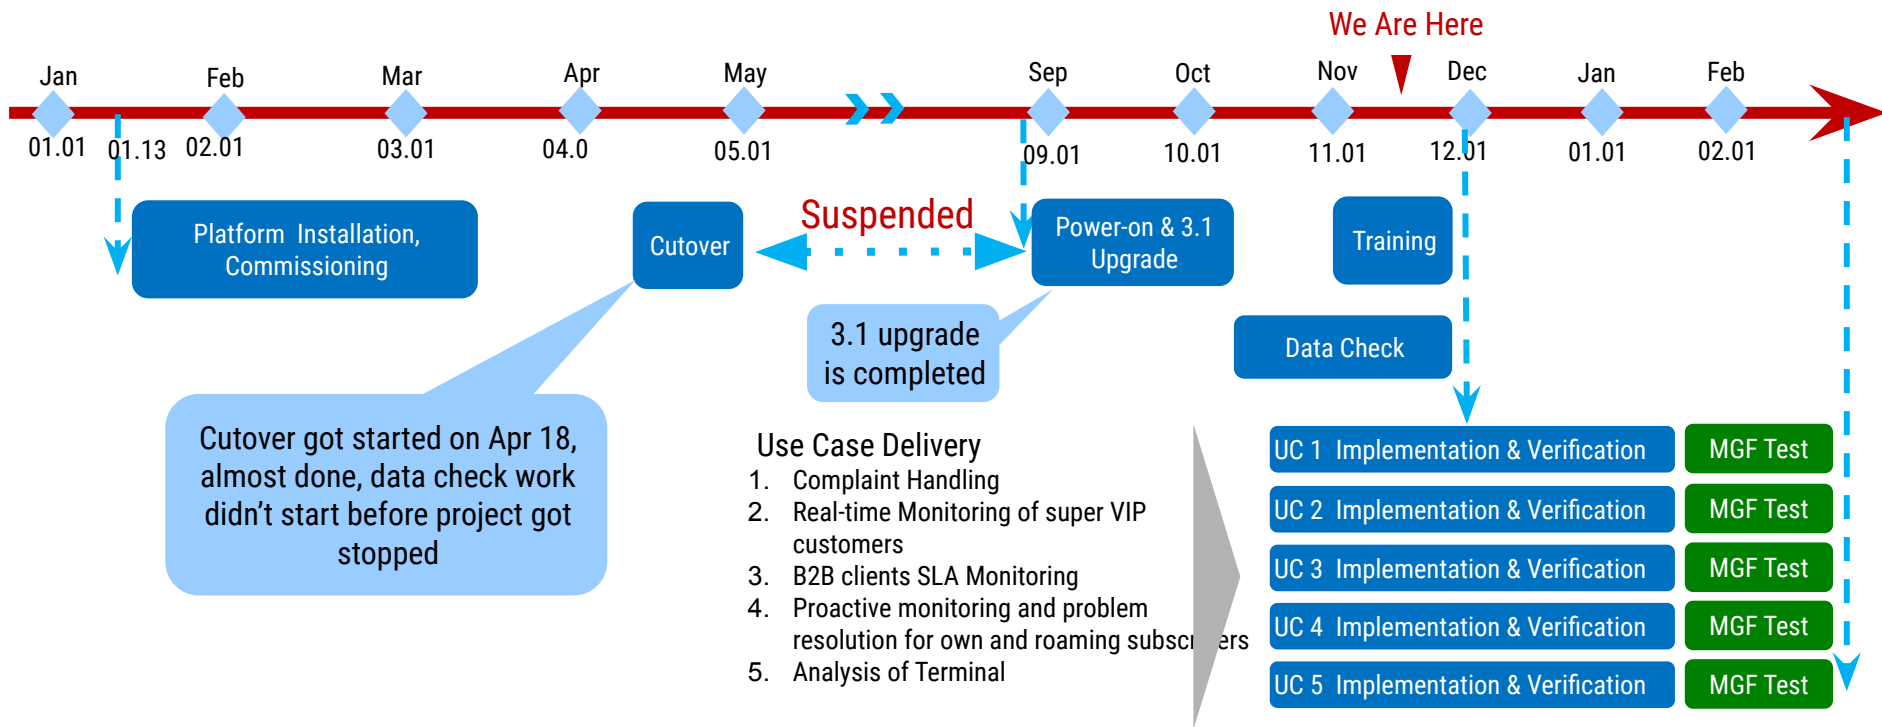 We Are Here
Jan
Feb
Mar
Apr
May
Sep
Oct
Nov
Dec
Jan
Feb
01.01
01.13
02.01
03.01
04.0
05.01
09.01
10.01
11.01
12.01
01.01
02.01
Platform Installation,
Commissioning
Cutover
Suspended
Power-on & 3.1
Upgrade
Training
3.1 upgrade
is completed
Data Check
Cutover got started on Apr 18,
almost done, data check work
didn’t start before project got
stopped
Use Case Delivery
1. Complaint Handling
2. Real-time Monitoring of super VIP
customers
3. B2B clients SLA Monitoring
4. Proactive monitoring and problem
resolution for own and roaming subscribers
5. Analysis of Terminal
UC 1 Implementation & Verification
MGF Test
UC 2 Implementation & Verification
MGF Test
UC 3 Implementation & Verification
MGF Test
UC 4 Implementation & Verification
MGF Test
UC 5 Implementation & Verification
MGF Test